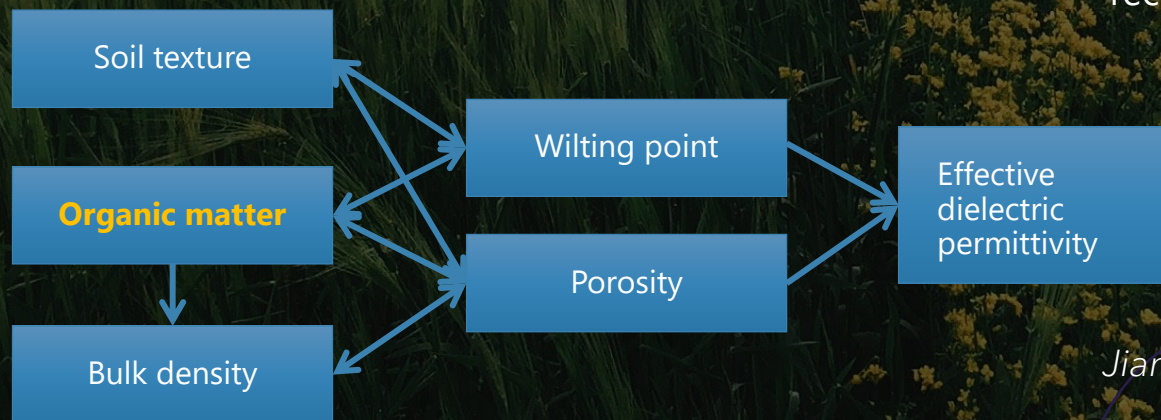 Soil texture
Organic matter
Bulk density
Wilting point
Porosity
Effective
dielectric
permittivity